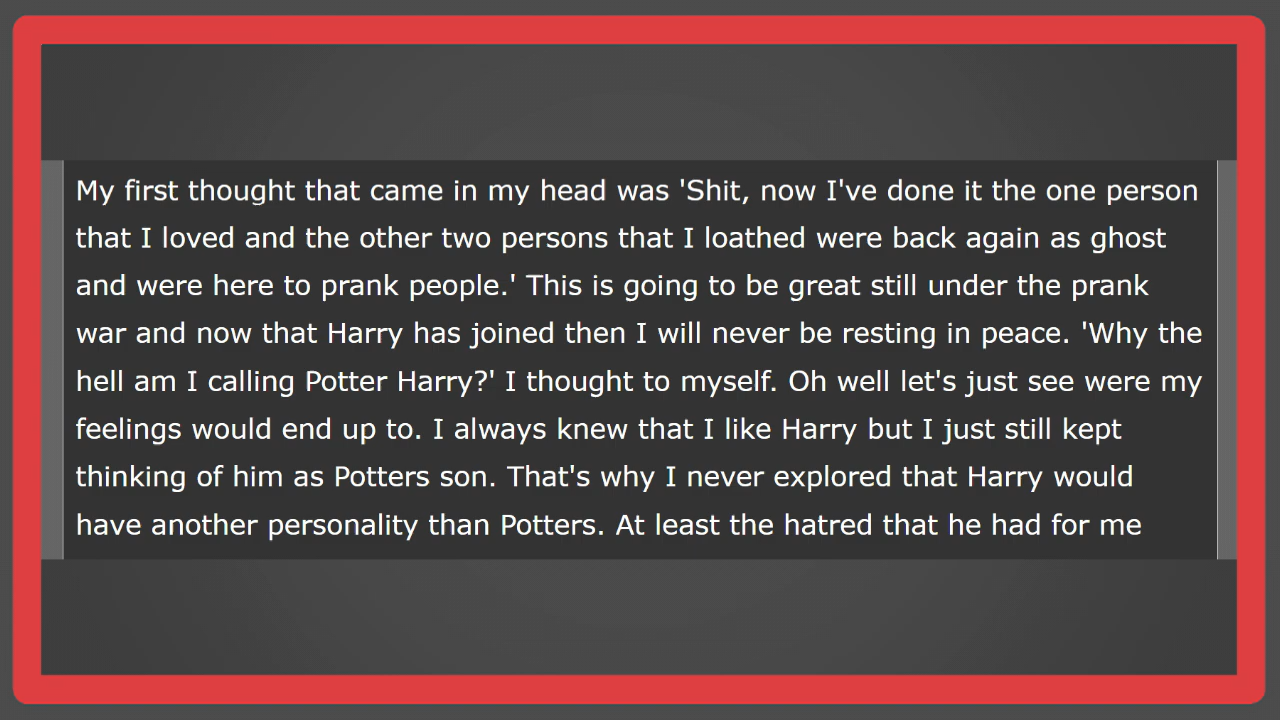 My first thought that came in my head was 'Shit, now I've done it the one person
that I loved and the other two persons that I loathed were back again as ghost
and were here to prank people.' This is going to be great still under the prank
war and now that Harry has joined then I will never be resting in peace. 'Why the
hell am I calling Potter Harry?' I thought to myself. Oh well let's just see were my
feelings would end up to. I always knew that I like Harry but I just still kept
thinking of him as Potters son. That's why I never explored that Harry would
have another personality than Potters. At least the hatred that he had for me